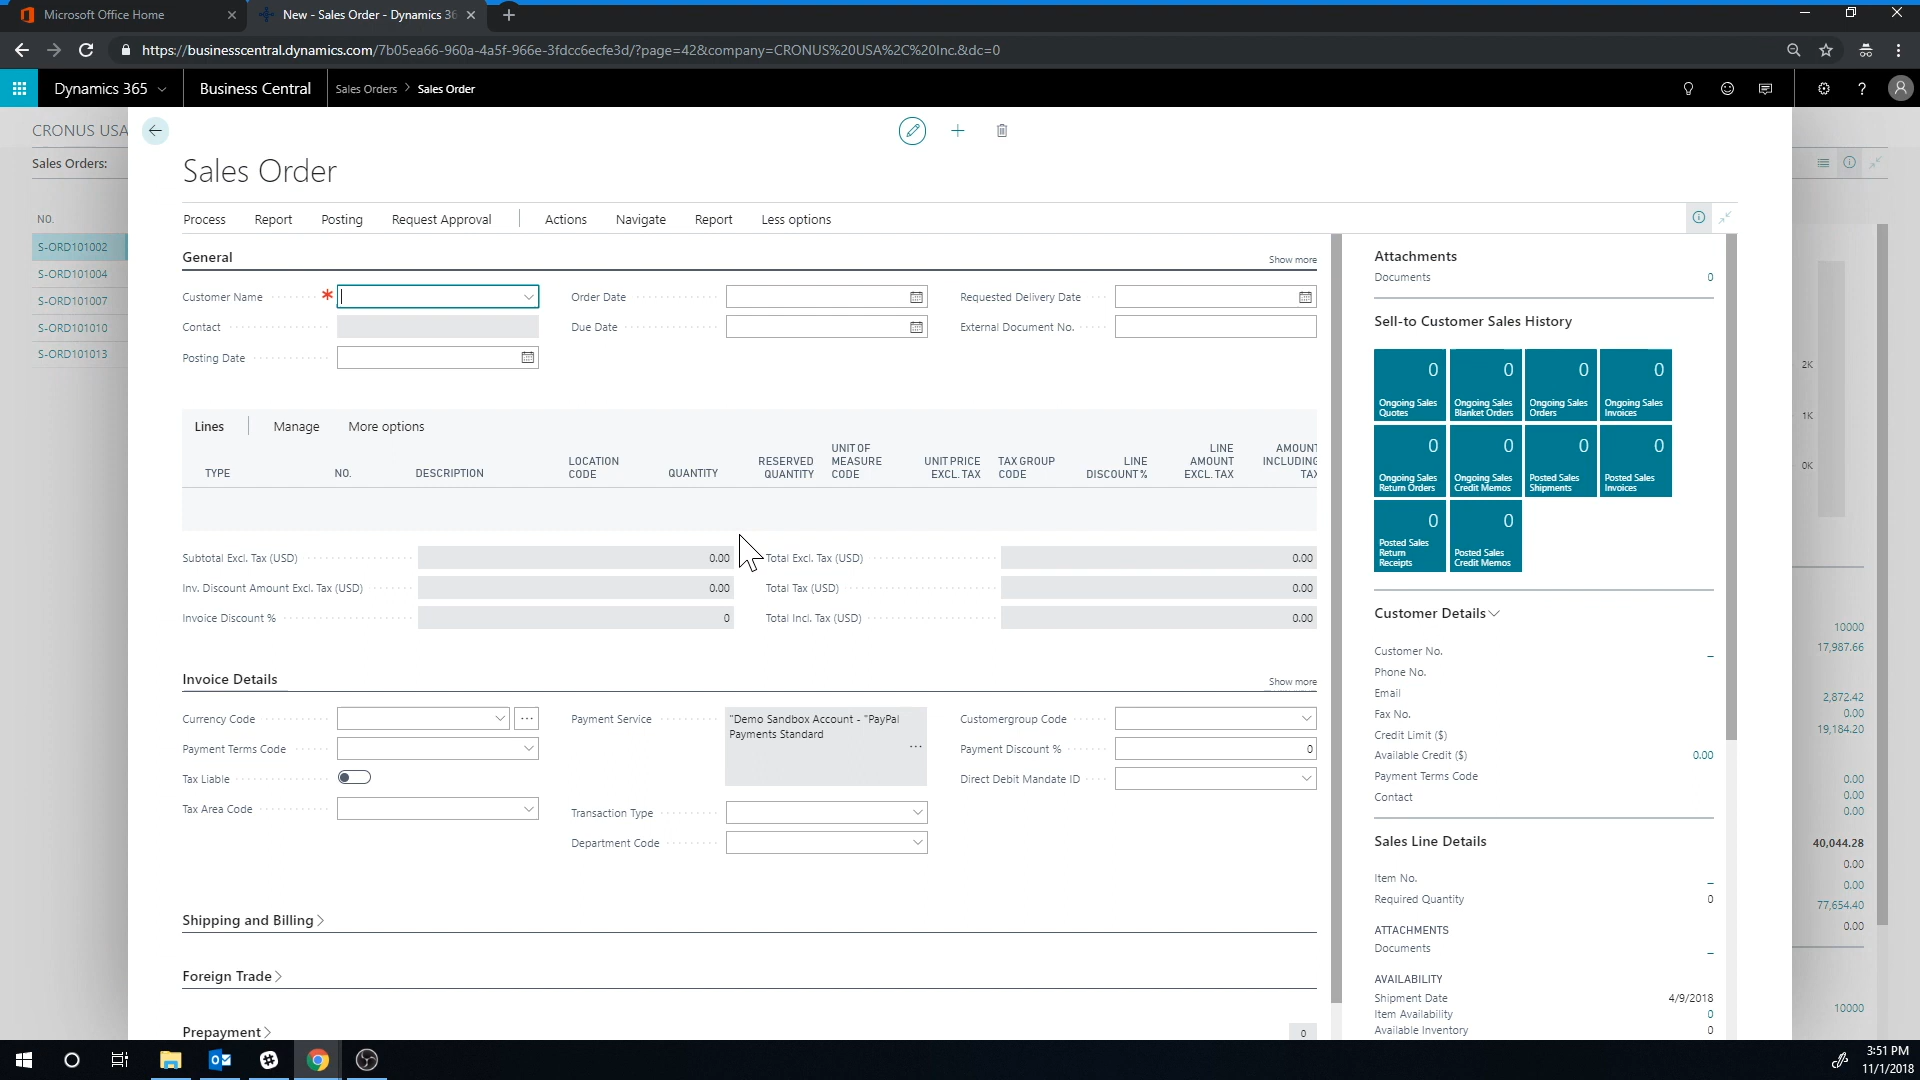 Microsoft Office Home
New - Sales Order - Dynamics 36
https://businesscentral.dynamics.com/7b05ea66-960a-4a5f-966e-3fdcc6ecfe3d/?page=42&company=CRONUS%20USA%2C%20Inc.&dc=0
Dynamics 365
Business Central
Sales Orders > Sales Order
?
CRONUS USA
Sales Orders:
NO.
S-ORD101002
S-ORD101004
S-ORD101007
S-ORD101010
S-ORD101013
Sales Order
Process
Report
Posting
Request Approval
Actions
Navigate
Report
Less options
General
Show more
Customer Name
*
Order Date
Requested Delivery Date
Contact
Due Date
External Document No.
Posting Date
Lines
Manage
More options
TYPE
NO.
DESCRIPTION
LOCATION
CODE
QUANTITY
RESERVED
QUANTITY
UNIT OF
MEASURE
CODE
UNIT PRICE
EXCL. TAX
TAX GROUP
CODE
LINE
DISCOUNT %
LINE
AMOUNT
EXCL. TAX
AMOUNT
INCLUDING
TAX
Subtotal Excl. Tax (USD)
0.00
Total Excl. Tax (USD)
0.00
Inv. Discount Amount Excl. Tax (USD)
0.00
Total Tax (USD)
0.00
Invoice Discount %
0
Total Incl. Tax (USD)
0.00
Invoice Details
Show more
Currency Code
...
Payment Service
"Demo Sandbox Account - "PayPal
Payments Standard
...
Customergroup Code
Payment Terms Code
Payment Discount %
0
Tax Liable
Direct Debit Mandate ID
Tax Area Code
Transaction Type
Department Code
Shipping and Billing >
Foreign Trade >
Prepayment >
0
Attachments
Documents
0
Sell-to Customer Sales History
0
Ongoing Sales
Quotes
0
Ongoing Sales
Blanket Orders
0
Ongoing Sales
Orders
0
Ongoing Sales
Invoices
0
Ongoing Sales
Return Orders
0
Ongoing Sales
Credit Memos
0
Posted Sales
Shipments
0
Posted Sales
Invoices
0
Posted Sales
Return
Receipts
0
Posted Sales
Credit Memos
Customer Details
Customer No.
_
Phone No.
Email
Fax No.
Credit Limit ($)
Available Credit ($)
0.00
Payment Terms Code
Contact
Sales Line Details
Item No.
_
Required Quantity
0
ATTACHMENTS
Documents
_
AVAILABILITY
Shipment Date
4/9/2018
Item Availability
0
Available Inventory
0
2K
1K
0K
10000
17,987.66
2,872.42
0.00
19,184.20
0.00
0.00
0.00
40,044.28
0.00
0.00
77,654.40
0.00
10000
3:51 PM
11/1/2018